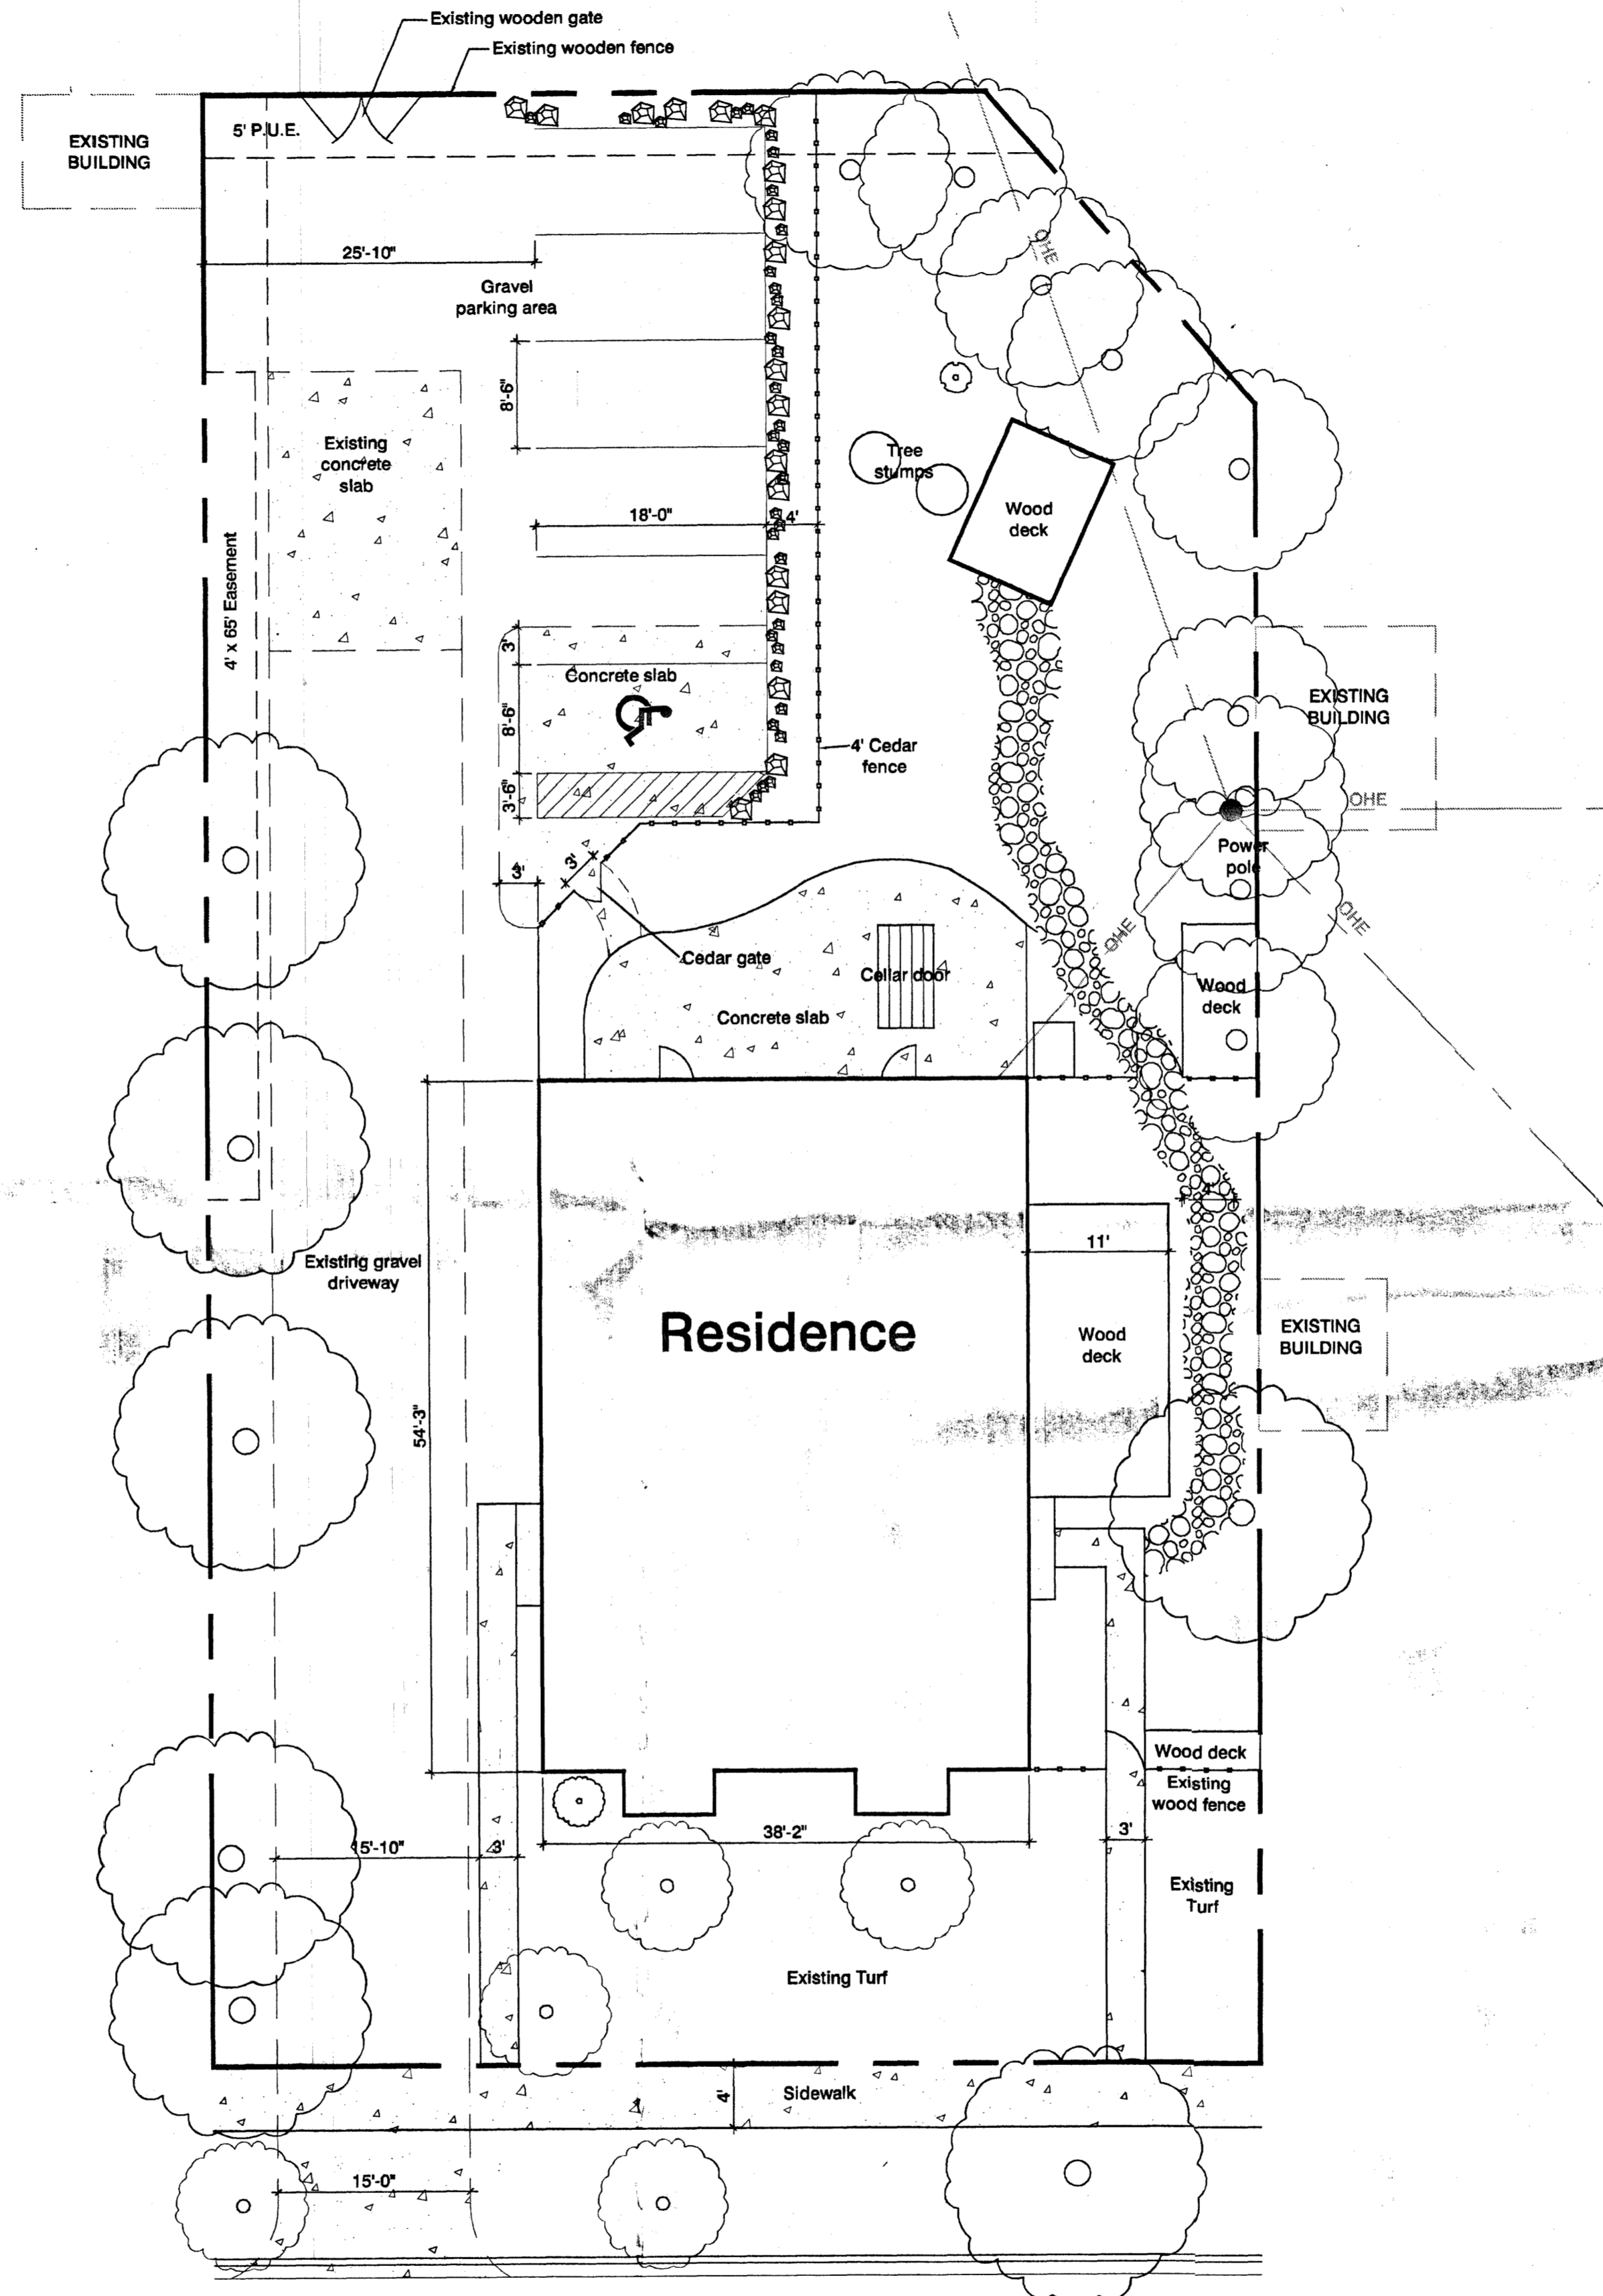 Existing wooden gate
Existing wooden fence
EXISTING
BUILDING
5' P.U.E.
25'-10"
Gravel
parking area
OHE
8'-6"
Existing
concrete
slab
Tree
stumps
Wood
deck
18'-0"
4'
4' x 65' Easement
3'
Concrete slab
8'-6"
3'-6"
4' Cedar
fence
EXISTING
BUILDING
OHE
Power
pole
3'
3'
OHE
OHE
Cedar gate
Cellar door
Concrete slab
Wood
deck
4'
11'
Existing gravel
driveway
Residence
Wood
deck
EXISTING
BUILDING
54'-3"
Wood deck
Existing
wood fence
38'-2"
3'
15'-10"
3'
Existing
Turf
Existing Turf
4'
Sidewalk
15'-0"